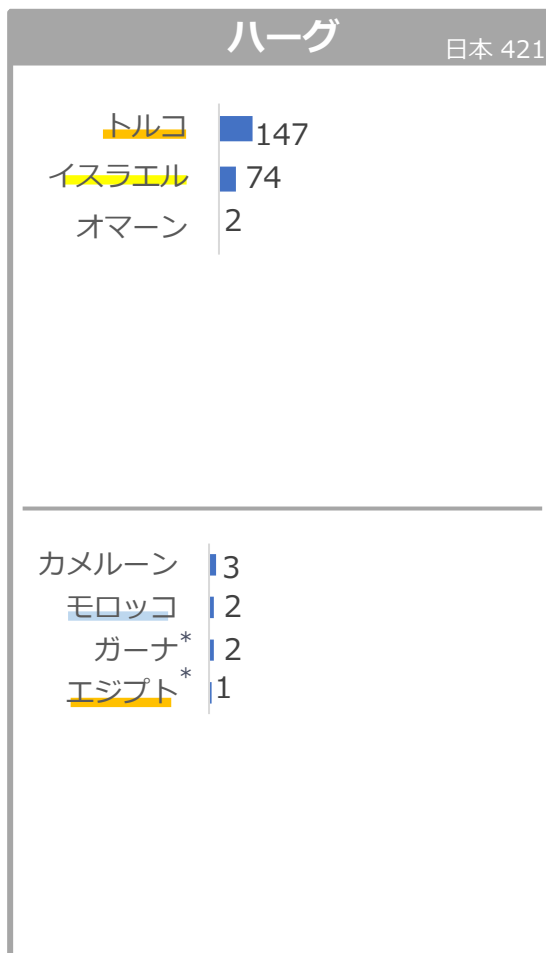 ハーグ
日本 421
トルコ 147
イスラエル 74
オマーン 2
カメルーン 3
モロッコ 2
ガーナ* 2
エジプト* 1